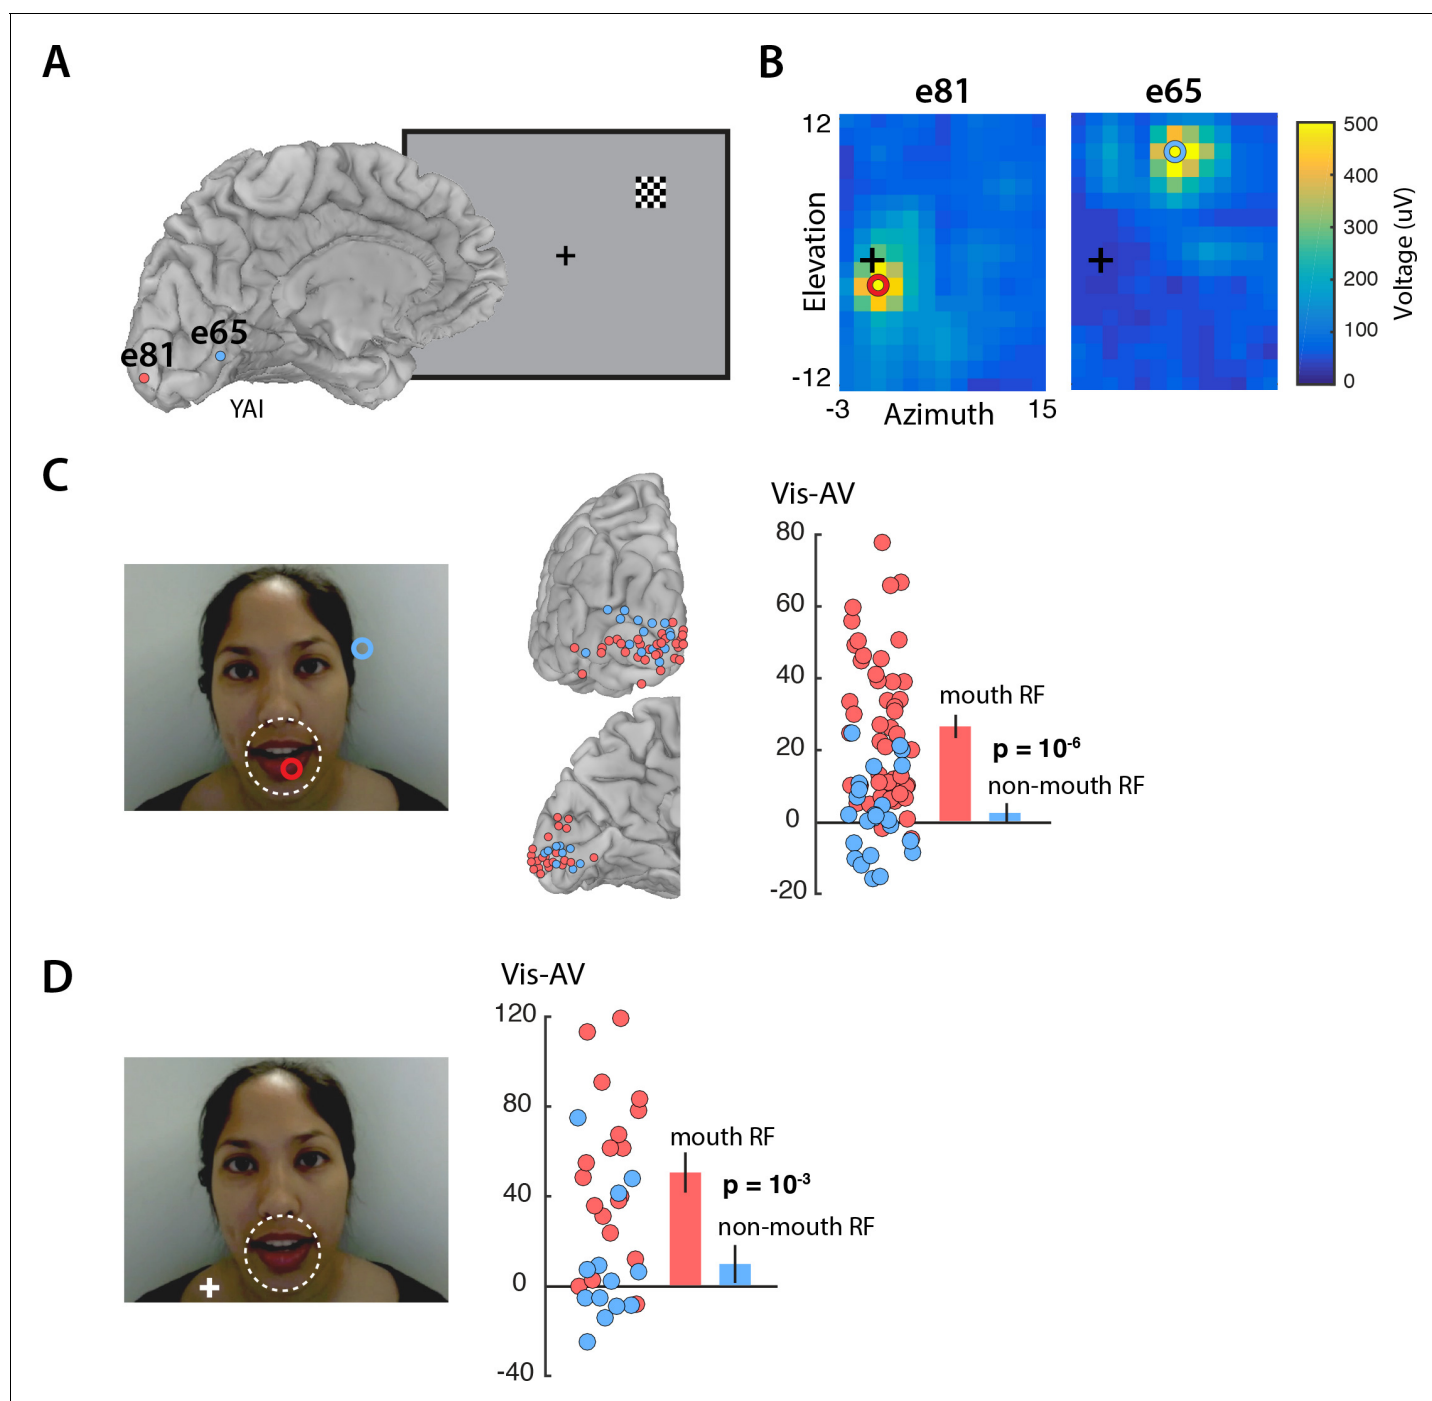 A
e81
e65
YAI
B
e81
e65
12
Elevation
-12
-3
Azimuth
15
500
400
300
200
100
0
Voltage (uV)
C
Vis-AV
80
60
40
20
0
-20
mouth RF
p = 10⁻⁶
non-mouth RF
D
Vis-AV
120
80
40
0
-40
mouth RF
p = 10⁻³
non-mouth RF